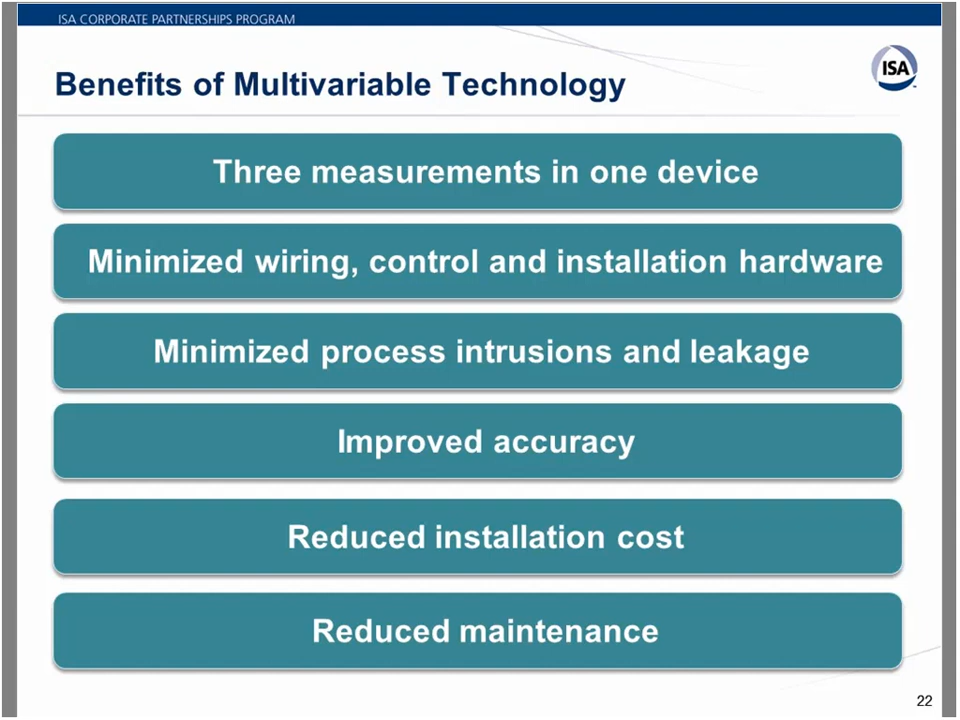 ISA CORPORATE PARTNERSHIPS PROGRAM
Benefits of Multivariable Technology
ISA
Three measurements in one device
Minimized wiring, control and installation hardware
Minimized process intrusions and leakage
Improved accuracy
Reduced installation cost
Reduced maintenance
22